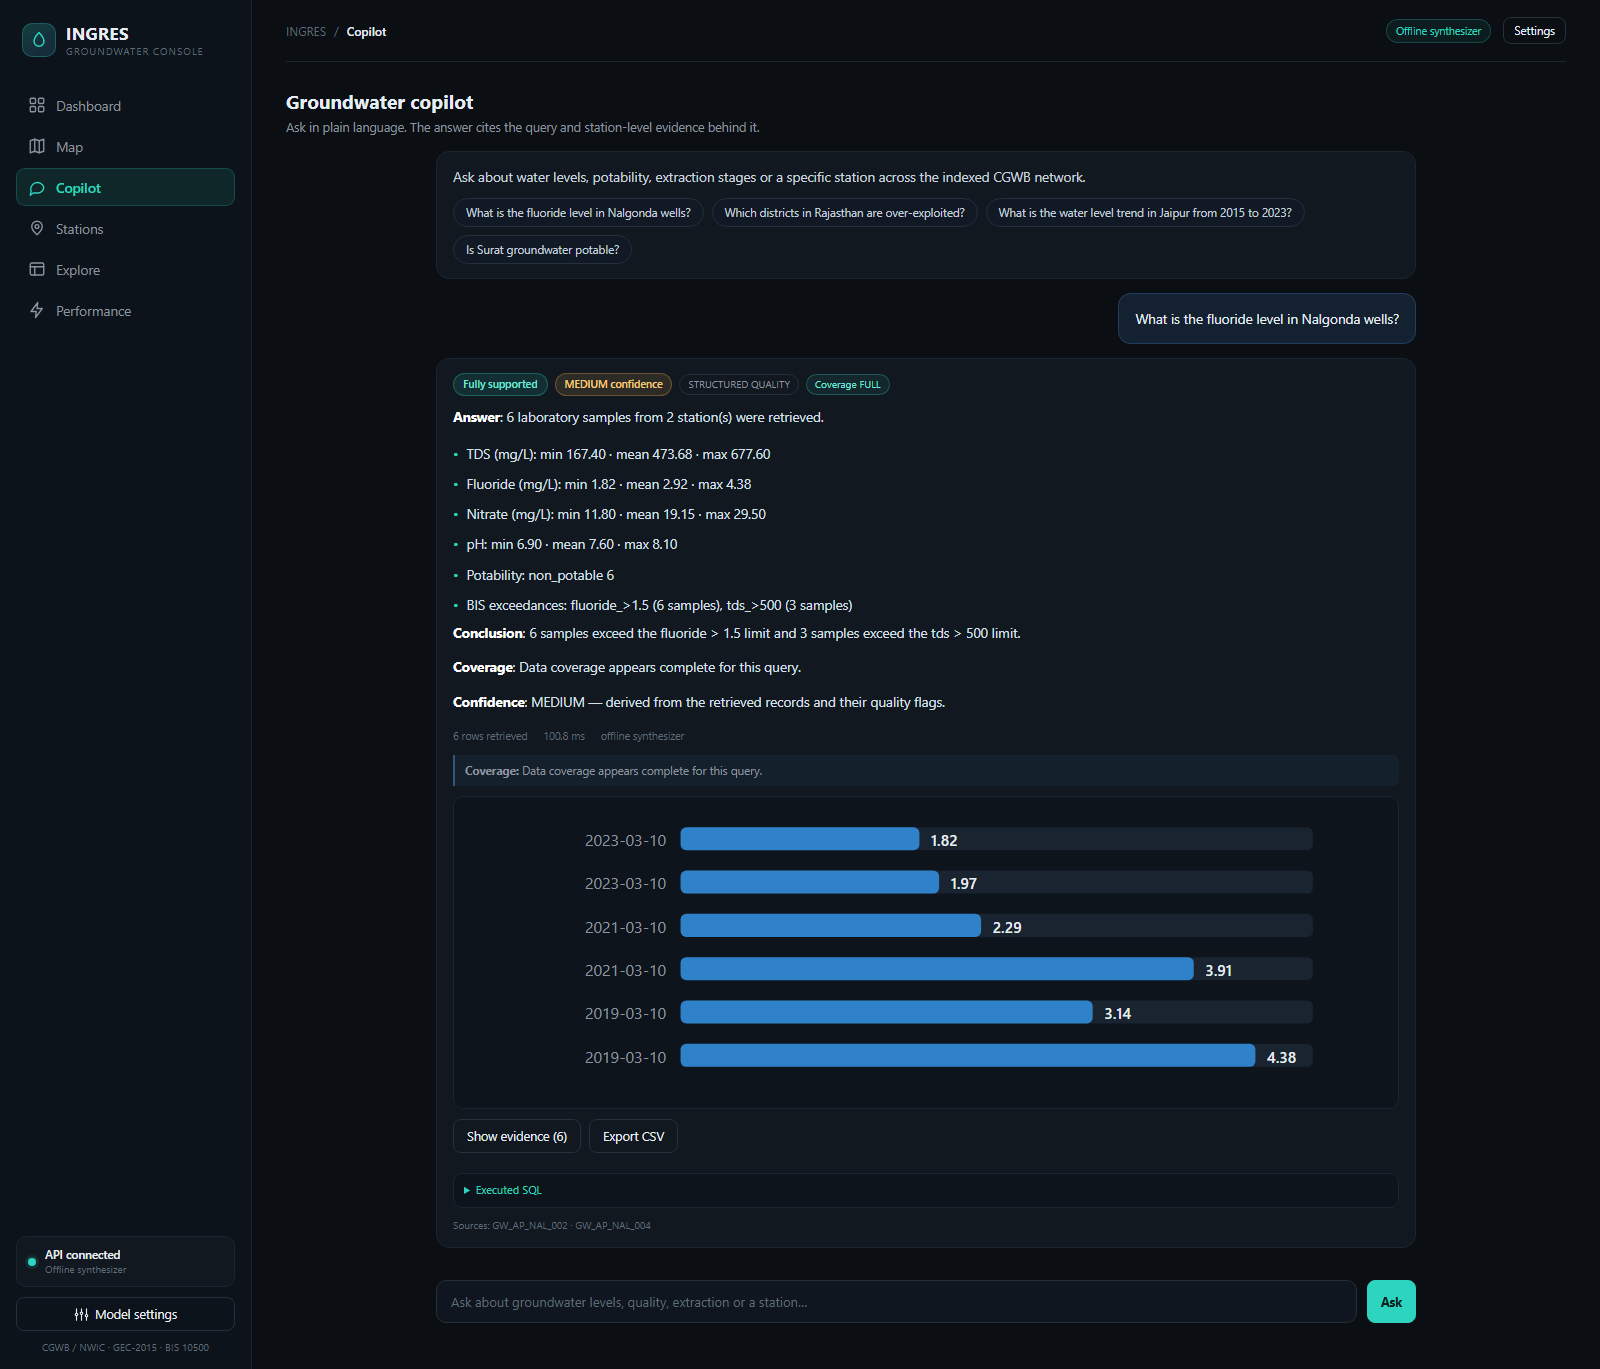 INGRES
GROUNDWATER CONSOLE
Dashboard
Map
Copilot
Stations
Explore
Performance
API connected
Offline synthesizer
Model settings
CGWB / NWIC · GEC-2015 · BIS 10500
INGRES / Copilot
Offline synthesizer
Settings
Groundwater copilot
Ask in plain language. The answer cites the query and station-level evidence behind it.
Ask about water levels, potability, extraction stages or a specific station across the indexed CGWB network.
What is the fluoride level in Nalgonda wells?
Which districts in Rajasthan are over-exploited?
What is the water level trend in Jaipur from 2015 to 2023?
Is Surat groundwater potable?
What is the fluoride level in Nalgonda wells?
Fully supported
MEDIUM confidence
STRUCTURED QUALITY
Coverage FULL
Answer: 6 laboratory samples from 2 station(s) were retrieved.
• TDS (mg/L): min 167.40 · mean 473.68 · max 677.60
• Fluoride (mg/L): min 1.82 · mean 2.92 · max 4.38
• Nitrate (mg/L): min 11.80 · mean 19.15 · max 29.50
• pH: min 6.90 · mean 7.60 · max 8.10
• Potability: non_potable 6
• BIS exceedances: fluoride_>1.5 (6 samples), tds_>500 (3 samples)
Conclusion: 6 samples exceed the fluoride > 1.5 limit and 3 samples exceed the tds > 500 limit.
Coverage: Data coverage appears complete for this query.
Confidence: MEDIUM — derived from the retrieved records and their quality flags.
6 rows retrieved 100.8 ms offline synthesizer
Coverage: Data coverage appears complete for this query.
2023-03-10 1.82
2023-03-10 1.97
2021-03-10 2.29
2021-03-10 3.91
2019-03-10 3.14
2019-03-10 4.38
Show evidence (6)
Export CSV
▶ Executed SQL
Sources: GW_AP_NAL_002 · GW_AP_NAL_004
Ask about groundwater levels, quality, extraction or a station...
Ask